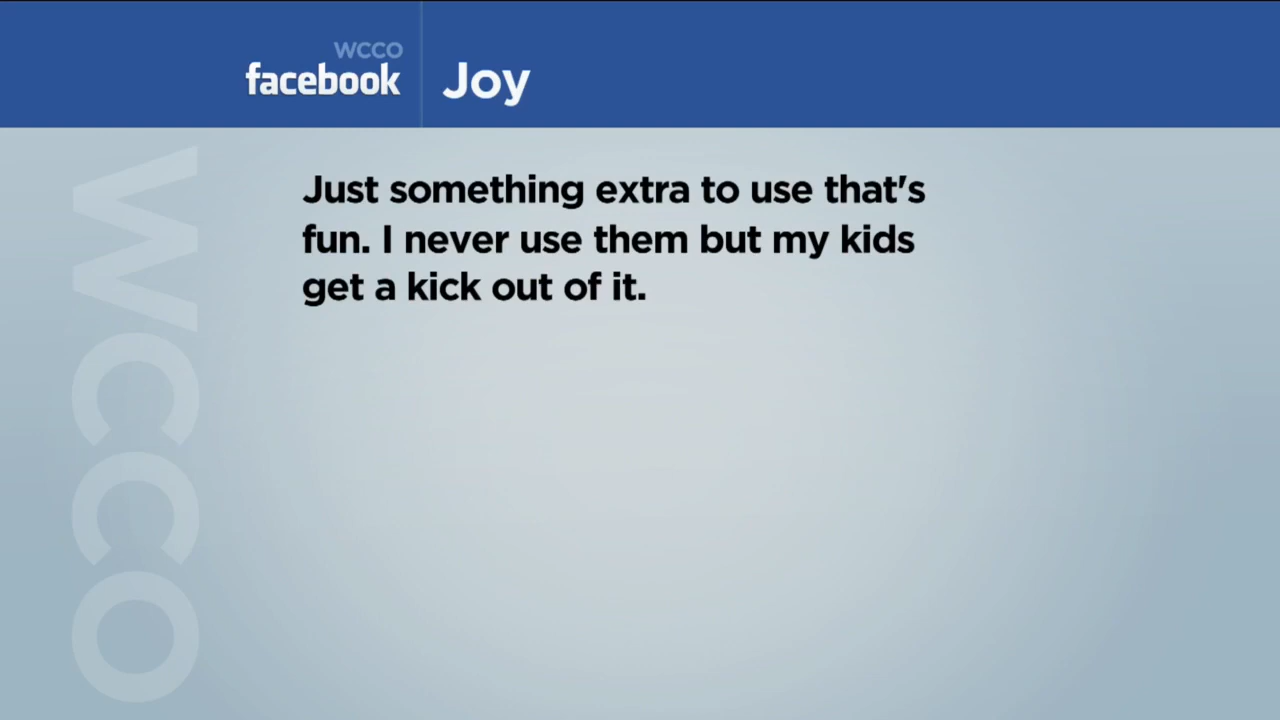 WCCO
facebook
Joy
Just something extra to use that's
fun. I never use them but my kids
get a kick out of it.
WCCO